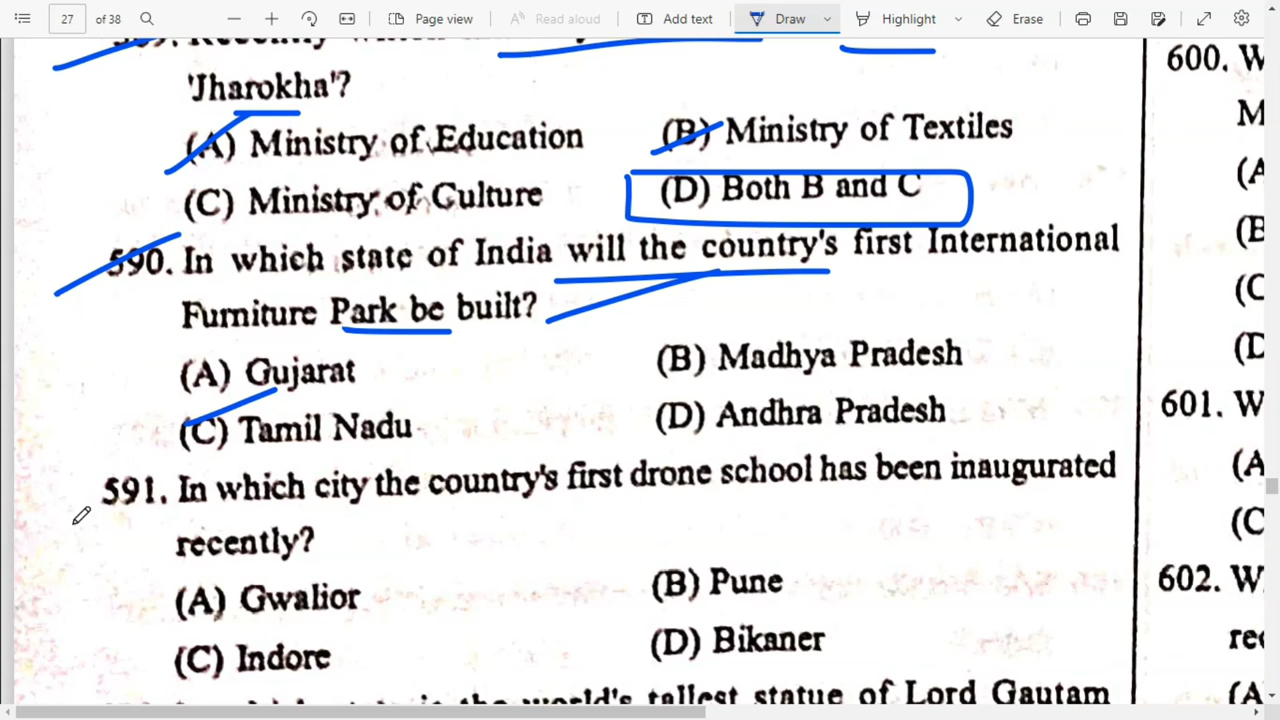 27 of 38 Page view Read aloud Add text Draw Highlight Erase
589. Recently
'Jharokha'?
(A) Ministry of Education (B) Ministry of Textiles
(C) Ministry of Culture (D) Both B and C
590. In which state of India will the country's first International
Furniture Park be built?
(A) Gujarat (B) Madhya Pradesh
(C) Tamil Nadu (D) Andhra Pradesh
591. In which city the country's first drone school has been inaugurated
recently?
(A) Gwalior (B) Pune
(C) Indore (D) Bikaner
world's tallest statue of Lord Gautam
600. W
M
(A
(B
(C
(D
601. W
(A
(C
602. W
rec
(A